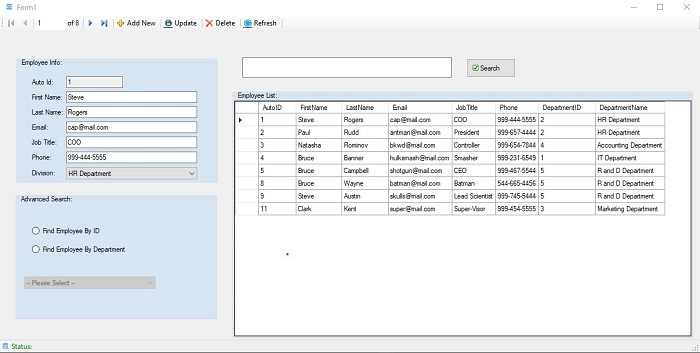 Form1
1 of 8 Add New Update Delete Refresh
Employee Info:
Auto Id: 1
First Name: Steve
Last Name: Rogers
Email: cap@mail.com
Job Title: COO
Phone: 999-444-5555
Division: HR Department
Advanced Search:
Find Employee By ID
Find Employee By Department
-- Please Select --
Search
Employee List:
AutoID FirstName LastName Email JobTitle Phone DepartmentID DepartmentName
1 Steve Rogers cap@mail.com COO 999-444-5555 2 HR Department
2 Paul Rudd antman@mail.com President 999-657-4444 2 HR Department
3 Natasha Rominov bkwd@mail.com Controller 999-654-7844 4 Accounting Department
4 Bruce Banner hulksmash@mail.com Smasher 999-231-6549 1 IT Department
5 Bruce Campbell shotgun@mail.com CEO 999-467-5544 5 R and D Department
8 Bruce Wayne batman@mail.com Batman 544-665-4456 5 R and D Department
9 Steve Austin skulls@mail.com Lead Scientist 999-745-5444 5 R and D Department
11 Clark Kent super@mail.com Super-Visor 999-454-5555 3 Marketing Department
Status: